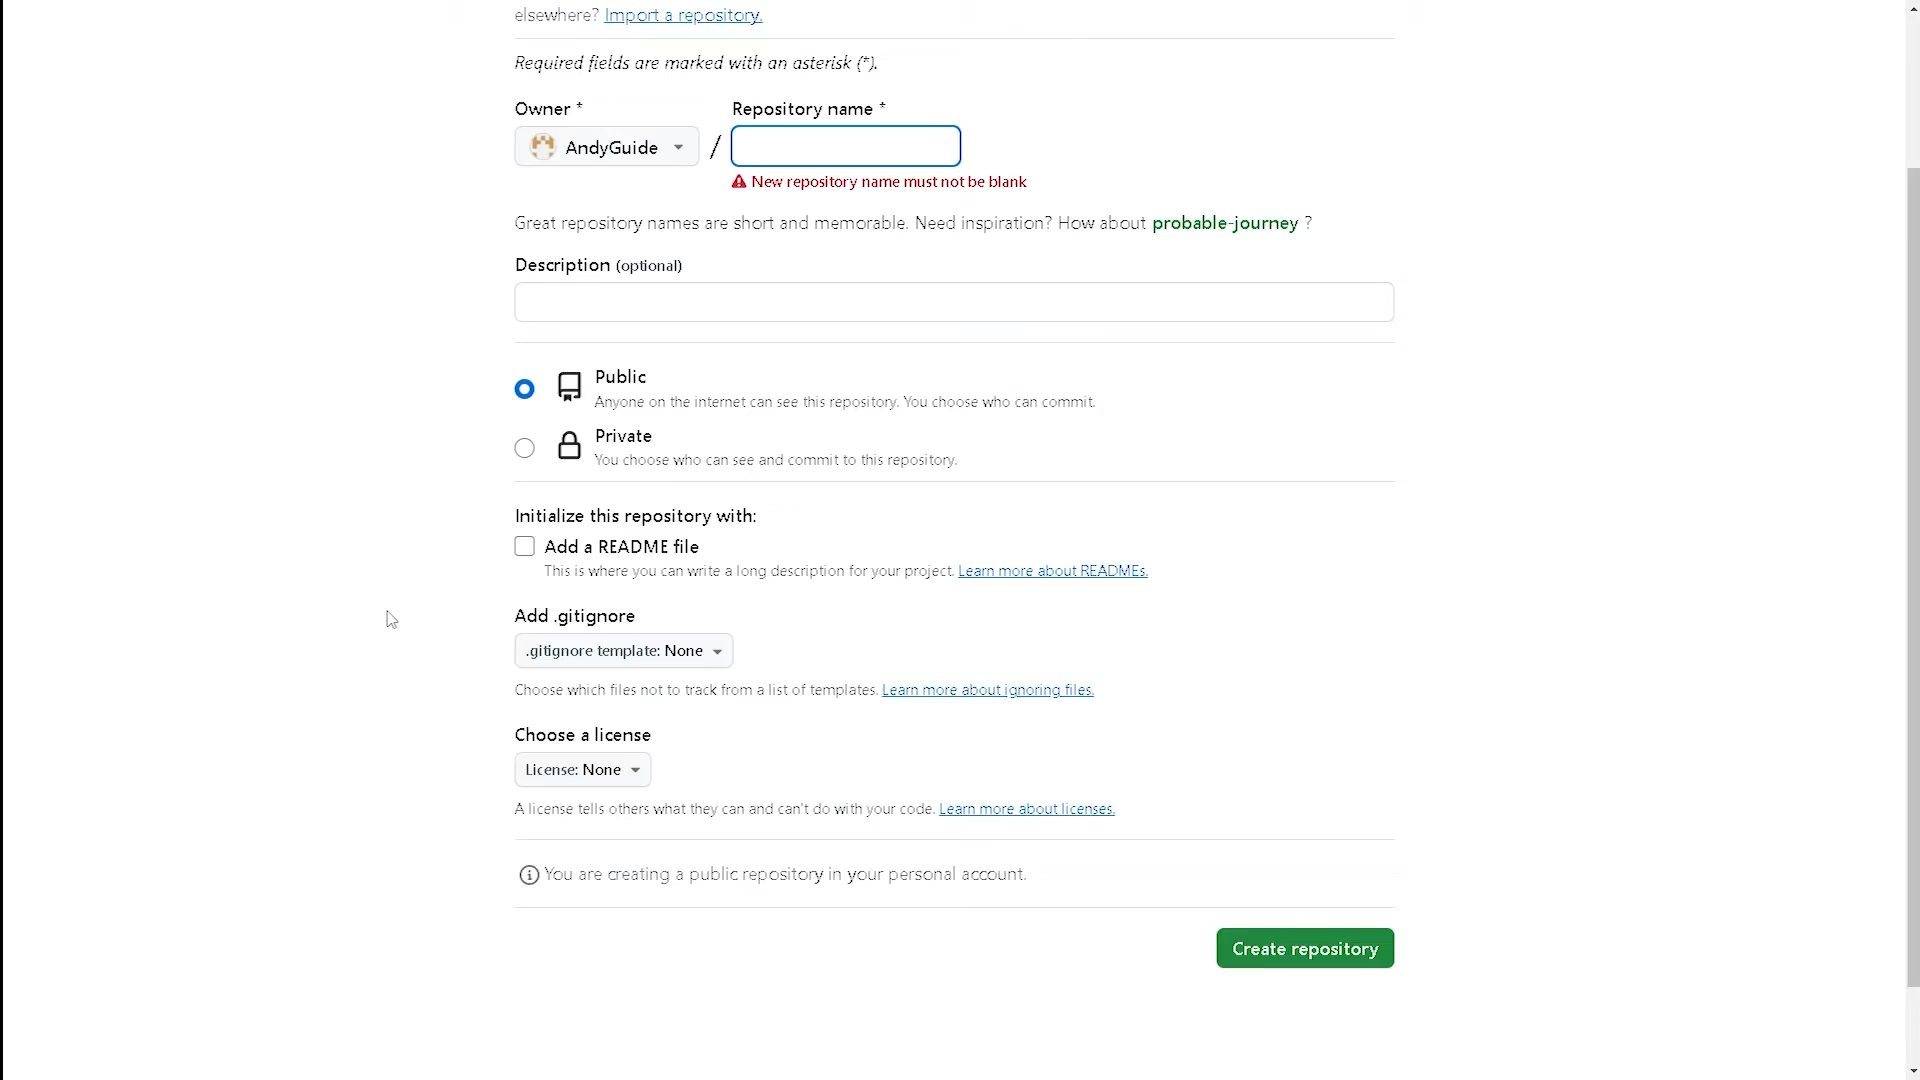 elsewhere? Import a repository.
Required fields are marked with an asterisk (*).
Owner * Repository name *
AndyGuide /
New repository name must not be blank
Great repository names are short and memorable. Need inspiration? How about probable-journey ?
Description (optional)
Public
Anyone on the internet can see this repository. You choose who can commit.
Private
You choose who can see and commit to this repository.
Initialize this repository with:
Add a README file
This is where you can write a long description for your project. Learn more about READMEs.
Add .gitignore
.gitignore template: None
Choose which files not to track from a list of templates. Learn more about ignoring files.
Choose a license
License: None
A license tells others what they can and can't do with your code. Learn more about licenses.
You are creating a public repository in your personal account.
Create repository